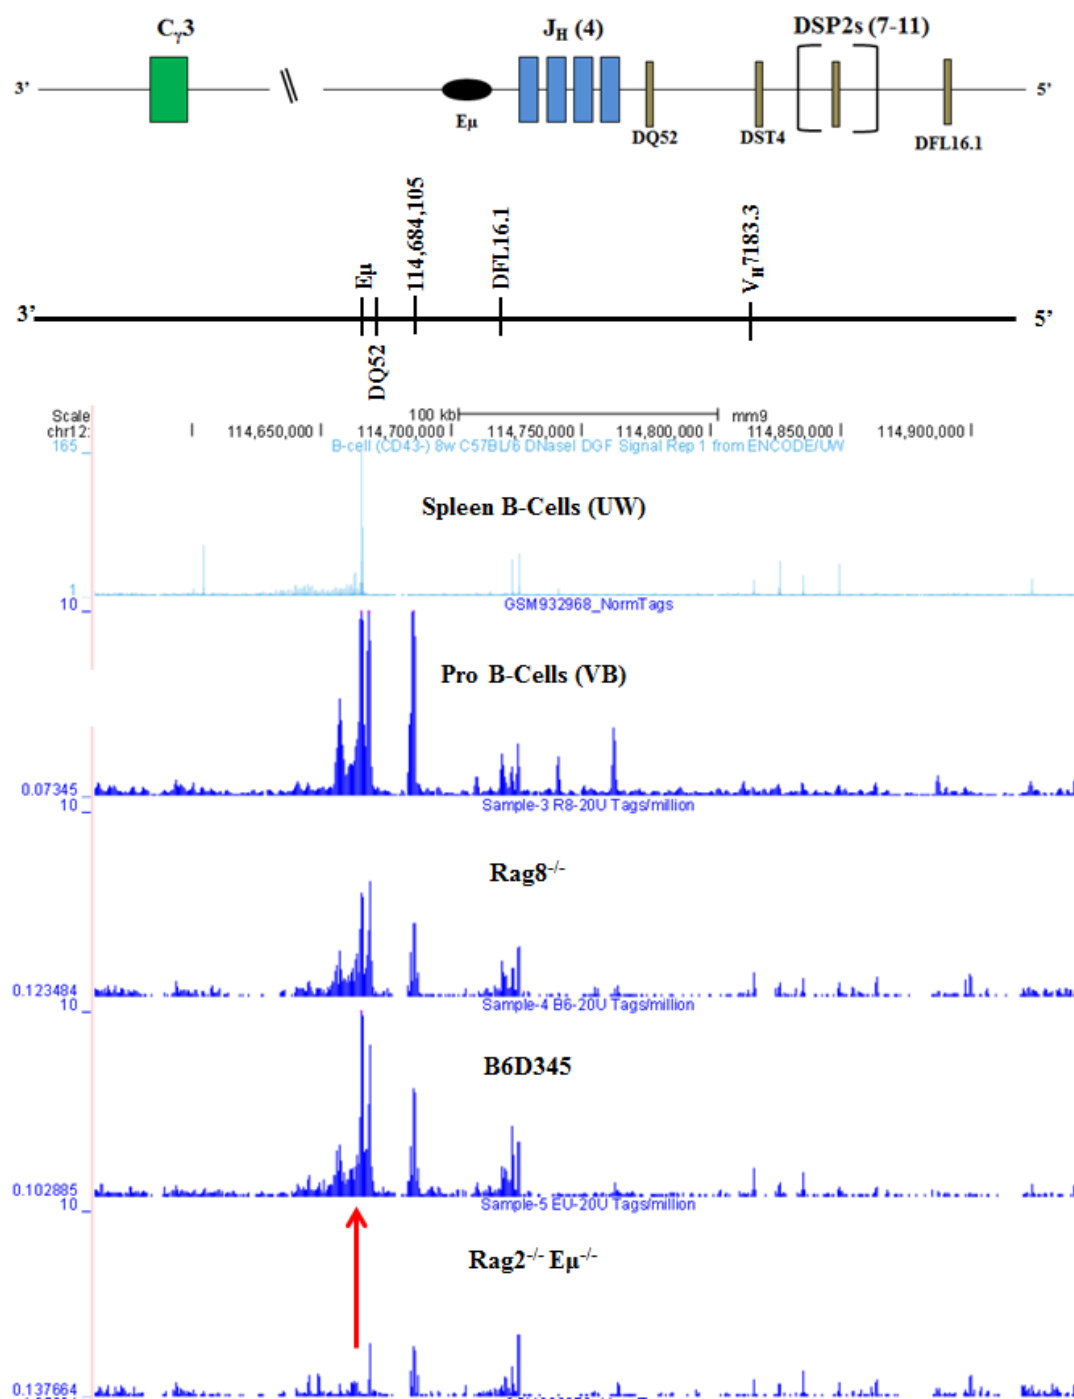 Cγ3
JH (4)
DSP2s (7-11)
3’
5’
Eµ
DQ52
DST4
DFL16.1
Eµ
114,684,105
DFL16.1
VH7183.3
3’
5’
DQ52
Scale
100 kb
mm9
chr12:
114,650,000
114,700,000
114,750,000
114,800,000
114,850,000
114,900,000
165
B-cell (CD43-) 8w C57BL/6 DNaseI DGF Signal Rep 1 from ENCODE/UW
Spleen B-Cells (UW)
1
10
GSM932968_NormTags
Pro B-Cells (VB)
0.07345
10
Sample-3 R8-20U Tags/million
Rag8-/-
0.123484
10
Sample-4 B6-20U Tags/million
B6D345
0.102885
10
Sample-5 EU-20U Tags/million
Rag2-/- Eµ-/-
0.137664